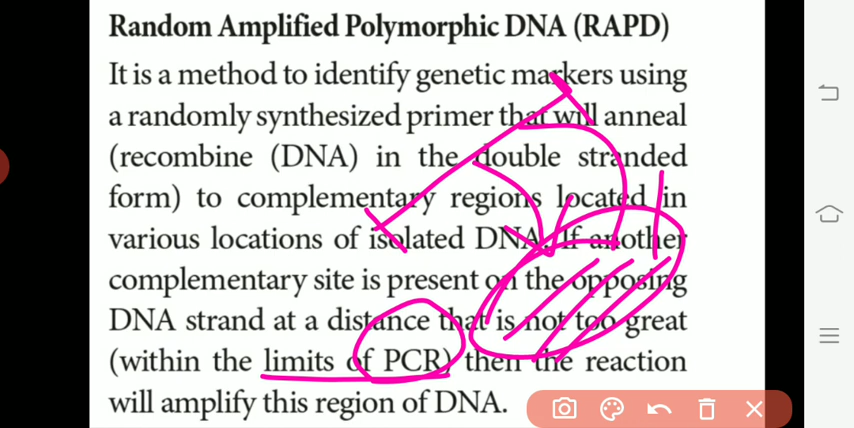 Random Amplified Polymorphic DNA (RAPD)
It is a method to identify genetic markers using
a randomly synthesized primer that will anneal
(recombine (DNA) in the double stranded
form) to complementary regions located in
various locations of isolated DNA. If another
complementary site is present on the opposing
DNA strand at a distance that is not too great
(within the limits of PCR) then the reaction
will amplify this region of DNA.